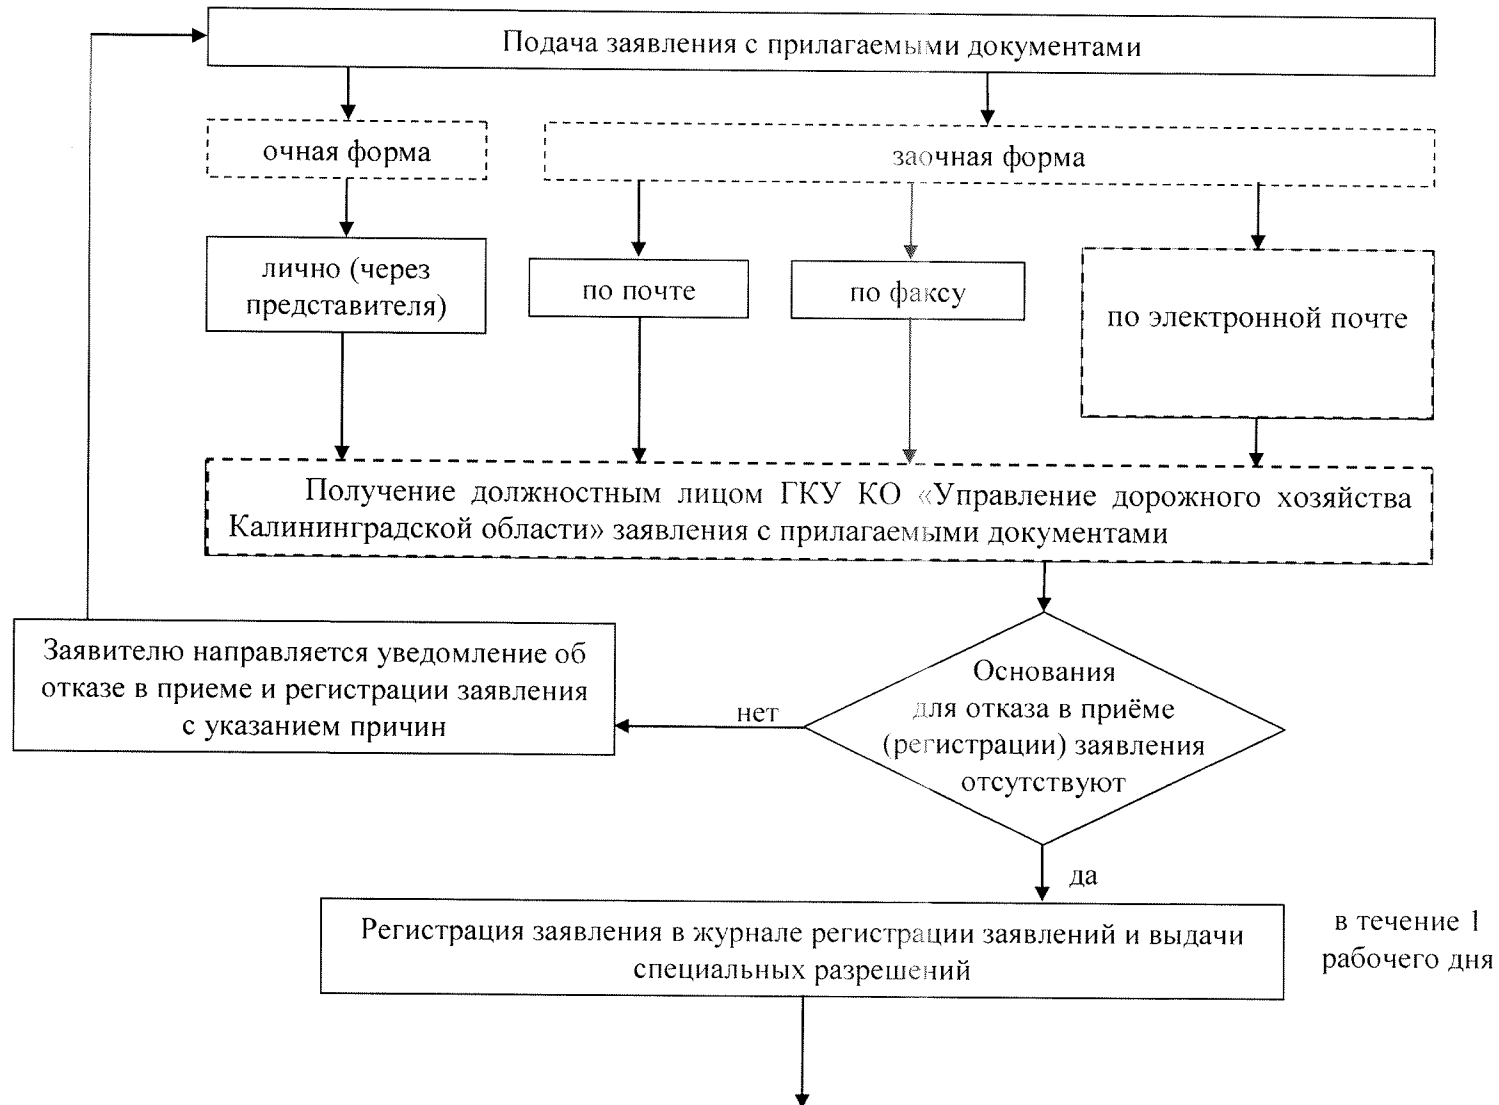 Подача заявления с прилагаемыми документами
очная форма
заочная форма
лично (через
представителя)
по почте
по факсу
по электронной почте
Получение должностным лицом ГКУ КО «Управление дорожного хозяйства
Калининградской области» заявления с прилагаемыми документами
Заявителю направляется уведомление об
отказе в приеме и регистрации заявления
с указанием причин
нет
Основания
для отказа в приёме
(регистрации) заявления
отсутствуют
да
Регистрация заявления в журнале регистрации заявлений и выдачи
специальных разрешений
в течение 1
рабочего дня